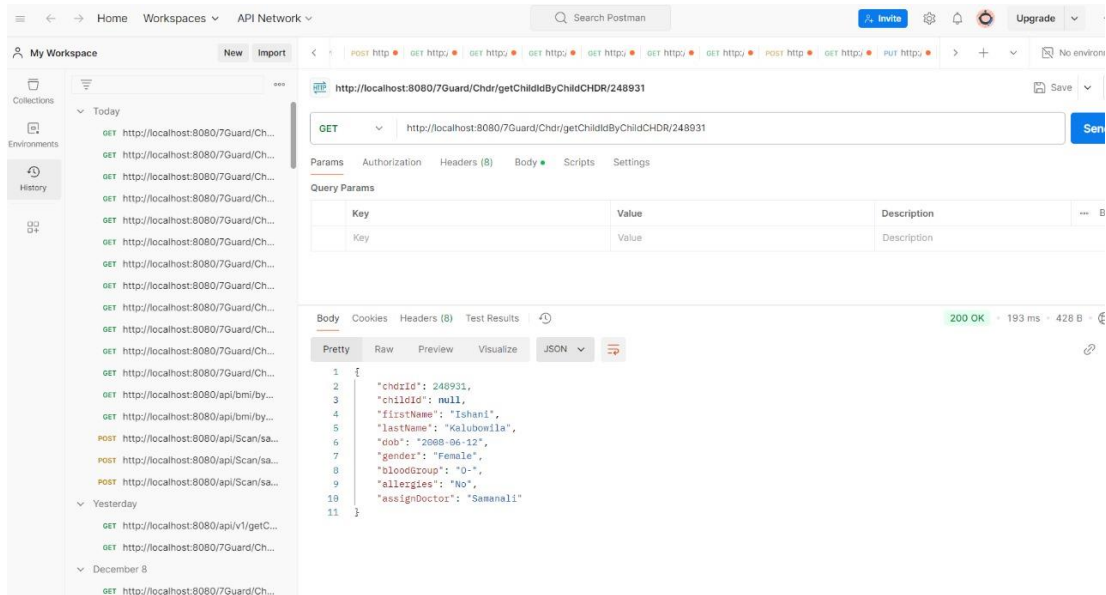 Home Workspaces API Network Search Postman Invite Upgrade
My Workspace New Import POST http GET http:/ GET http:/ GET http:/ GET http:/ GET http:/ GET http:/ POST http GET http:/ PUT http:/ No environ
Collections
Environments
History
Today
GET http://localhost:8080/7Guard/Ch...
GET http://localhost:8080/7Guard/Ch...
GET http://localhost:8080/7Guard/Ch...
GET http://localhost:8080/7Guard/Ch...
GET http://localhost:8080/7Guard/Ch...
GET http://localhost:8080/7Guard/Ch...
GET http://localhost:8080/7Guard/Ch...
GET http://localhost:8080/7Guard/Ch...
GET http://localhost:8080/7Guard/Ch...
GET http://localhost:8080/7Guard/Ch...
GET http://localhost:8080/7Guard/Ch...
GET http://localhost:8080/7Guard/Ch...
GET http://localhost:8080/api/bmi/by...
GET http://localhost:8080/api/bmi/by...
POST http://localhost:8080/api/Scan/sa...
POST http://localhost:8080/api/Scan/sa...
POST http://localhost:8080/api/Scan/sa...
Yesterday
GET http://localhost:8080/api/v1/getC...
GET http://localhost:8080/7Guard/Ch...
December 8
GET http://localhost:8080/7Guard/Ch...
HTTP http://localhost:8080/7Guard/Chdr/getChildIdByChildCHDR/248931 Save
GET http://localhost:8080/7Guard/Chdr/getChildIdByChildCHDR/248931 Send
Params Authorization Headers (8) Body Scripts Settings
Query Params
Key Value Description B
Key Value Description
Body Cookies Headers (8) Test Results 200 OK 193 ms 428 B
Pretty Raw Preview Visualize JSON
1 {
2 "chdrId": 248931,
3 "childId": null,
4 "firstName": "Ishani",
5 "lastName": "Kalubowila",
6 "dob": "2008-06-12",
7 "gender": "Female",
8 "bloodGroup": "O-",
9 "allergies": "No",
10 "assignDoctor": "Samanali"
11 }